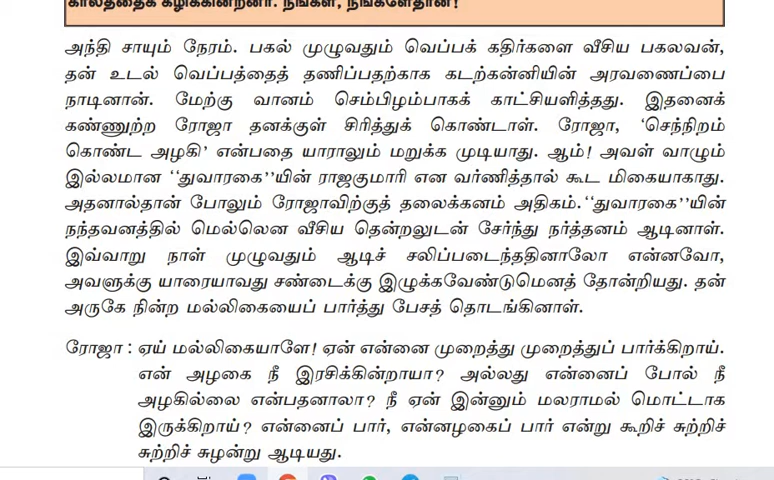 காலத்தைக் கழிக்கின்றனர். நீங்கள், நீங்களேதான்!
அந்தி சாயும் நேரம். பகல் முழுவதும் வெப்பக் கதிர்களை வீசிய பகலவன்,
தன் உடல் வெப்பத்தைத் தணிப்பதற்காக கடற்கன்னியின் அரவணைப்பை
நாடினான். மேற்கு வானம் செம்பிழம்பாகக் காட்சியளித்தது. இதனைக்
கண்ணுற்ற ரோஜா தனக்குள் சிரித்துக் கொண்டாள். ரோஜா, ‘செந்நிறம்
கொண்ட அழகி’ என்பதை யாராலும் மறுக்க முடியாது. ஆம்! அவள் வாழும்
இல்லமான ‘‘துவாரகை’’யின் ராஜகுமாரி என வர்ணித்தால் கூட மிகையாகாது.
அதனால்தான் போலும் ரோஜாவிற்குத் தலைக்கனம் அதிகம். ‘‘துவாரகை’’யின்
நந்தவனத்தில் மெல்லென வீசிய தென்றலுடன் சேர்ந்து நர்த்தனம் ஆடினாள்.
இவ்வாறு நாள் முழுவதும் ஆடிச் சலிப்படைந்ததினாலோ என்னவோ,
அவளுக்கு யாரையாவது சண்டைக்கு இழுக்கவேண்டுமெனத் தோன்றியது. தன்
அருகே நின்ற மல்லிகையைப் பார்த்து பேசத் தொடங்கினாள்.
ரோஜா : ஏய் மல்லிகையாளே! ஏன் என்னை முறைத்து முறைத்துப் பார்க்கிறாய்.
என் அழகை நீ இரசிக்கின்றாயா? அல்லது என்னைப் போல் நீ
அழகில்லை என்பதனாலா? நீ ஏன் இன்னும் மலராமல் மொட்டாக
இருக்கிறாய்? என்னைப் பார், என்னழகைப் பார் என்று கூறிச் சுற்றிச்
சுற்றிச் சுழன்று ஆடியது.